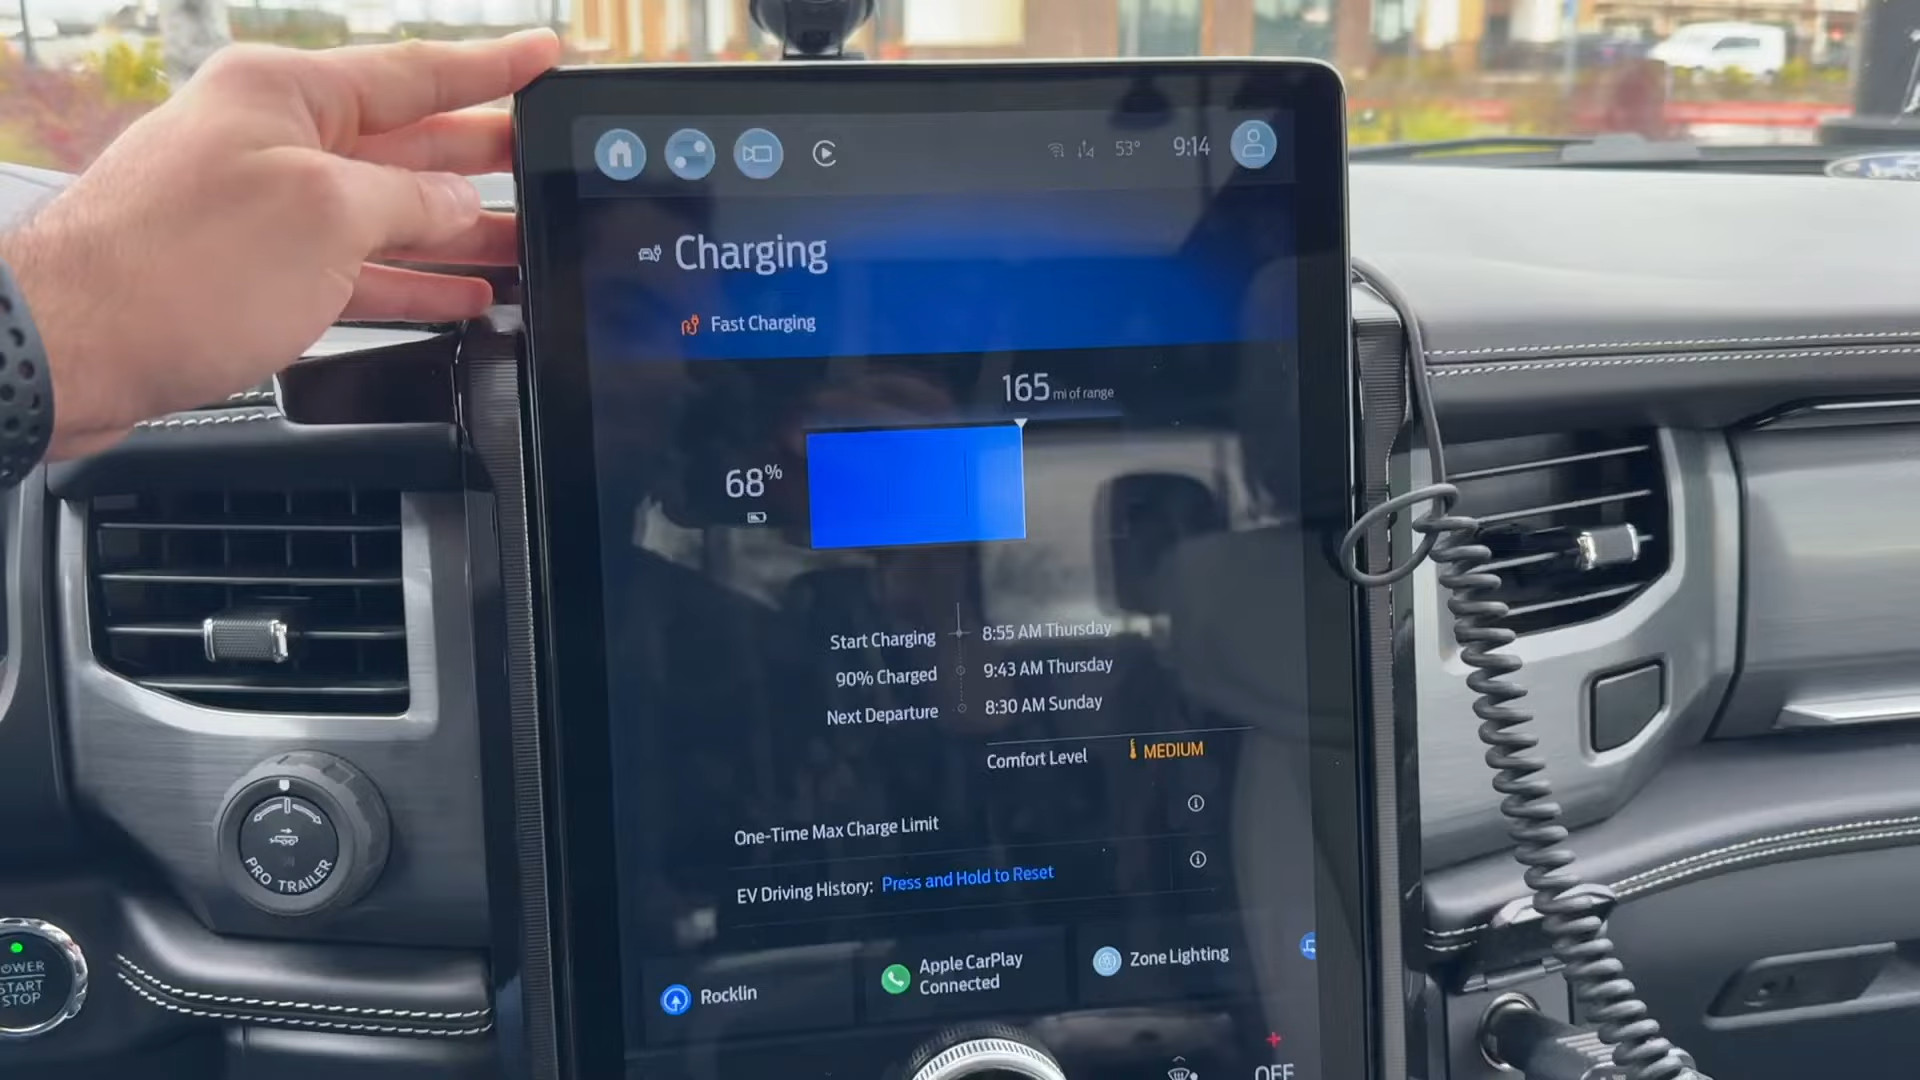 53° 9:14
Charging
Fast Charging
165 mi of range
68%
Start Charging 8:55 AM Thursday
90% Charged 9:43 AM Thursday
Next Departure 8:30 AM Sunday
Comfort Level MEDIUM
One-Time Max Charge Limit
EV Driving History: Press and Hold to Reset
Rocklin
Apple CarPlay
Connected
Zone Lighting
OFF
PRO TRAILER
POWER
START
STOP